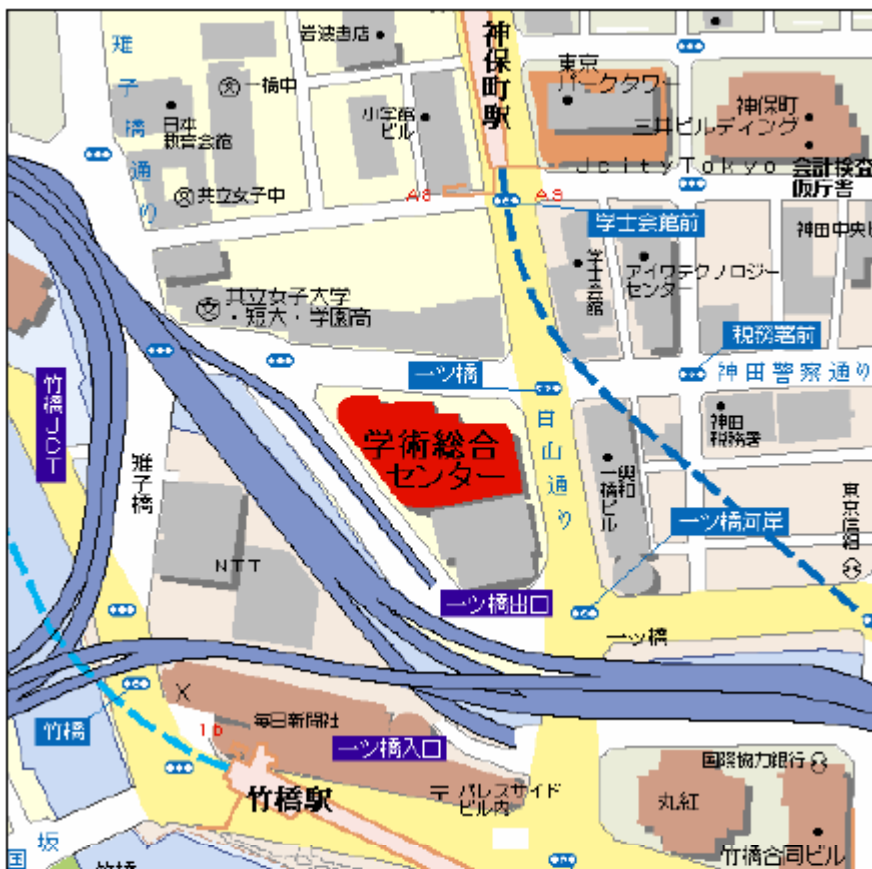 岩波書店
神保町駅
東京
パークタワー
神保町
三井ビルディング
雉子橋通り
一橋中
日本
教育会館
小学館
ビル
JcityTokyo
会計検査
仮庁舎
共立女子中
A8
A9
学士会館前
神田中央ビ
学士会館
アイワテクノロジー
センター
共立女子大学
・短大・学園高
税務署前
神田警察通り
竹橋JCT
一ツ橋
白山通り
神田
税務署
学術総合
センター
雉子橋
興和
一橋ビル
東京信組
一ツ橋河岸
NTT
一ツ橋出口
一ツ橋
竹橋
1b
毎日新聞社
一ツ橋入口
国際協力銀行
竹橋駅
パレスサイド
ビル内
丸紅
竹橋合同ビル
坂
国
竹橋